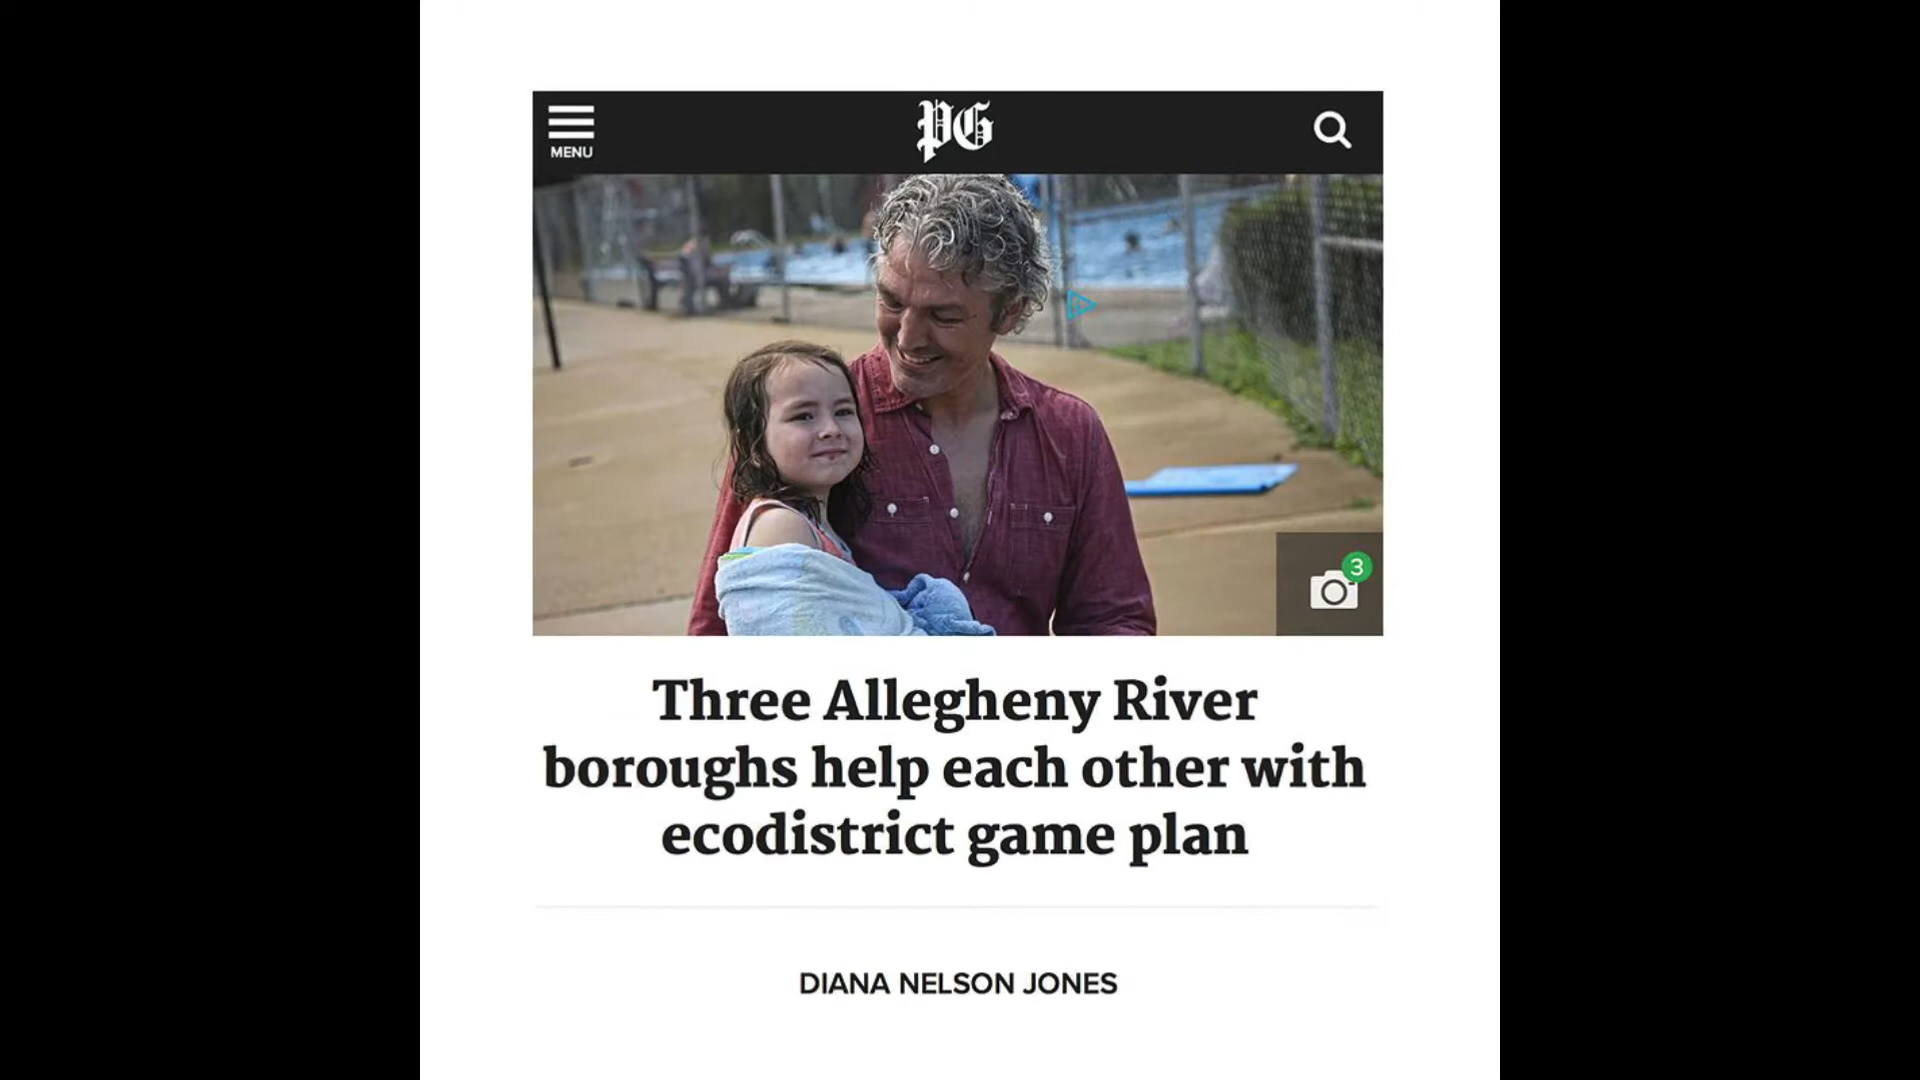 PG
MENU
3
Three Allegheny River
boroughs help each other with
ecodistrict game plan
DIANA NELSON JONES